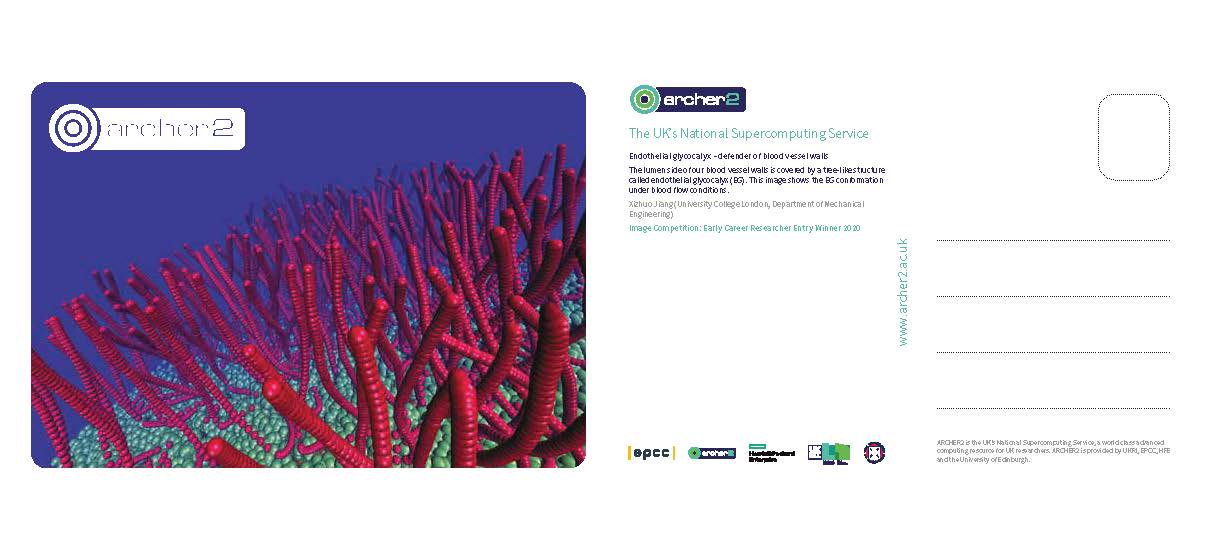 archer2
archer2
The UK's National Supercomputing Service
Endothelial glycocalyx - defender of blood vessel walls
The lumen side of our blood vessel walls is covered by a tree-like structure
called endothelial glycocalyx (EG). This image shows the EG conformation
under blood flow conditions.
Xizhuo Jiang (University College London, Department of Mechanical
Engineering)
Image Competition: Early Career Researcher Entry Winner 2020
www.archer2.ac.uk
epcc
archer2
Hewlett Packard
Enterprise
ARCHER2 is the UK's National Supercomputing Service, a world class advanced
computing resource for UK researchers. ARCHER2 is provided by UKRI, EPCC, HPE
and the University of Edinburgh.